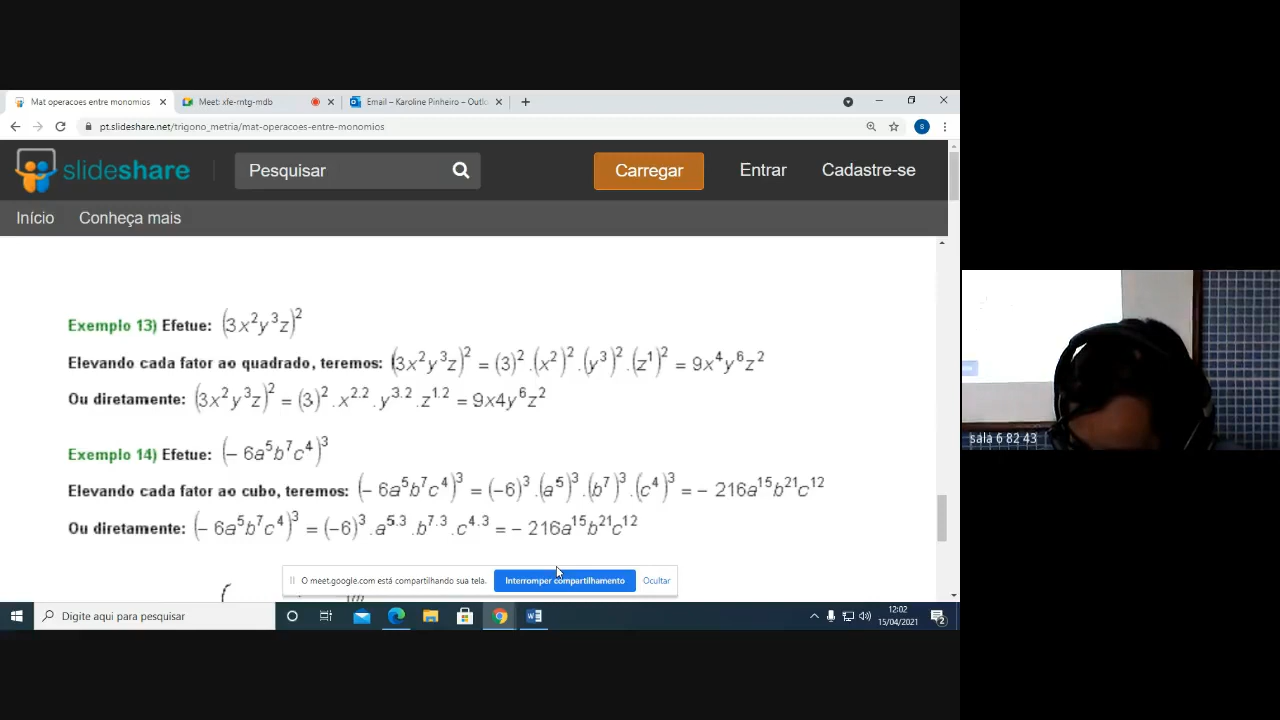 Mat operacoes entre monomios
Meet: xfe-rntg-mdb
Email – Karoline Pinheiro – Outlo
pt.slideshare.net/trigono_metria/mat-operacoes-entre-monomios
S
slideshare
Pesquisar
Carregar
Entrar
Cadastre-se
Início
Conheça mais
Exemplo 13) Efetue: (3x²y³z)²
Elevando cada fator ao quadrado, teremos: (3x²y³z)² = (3)².(x²)².(y³)².(z¹)² = 9x⁴y⁶z²
Ou diretamente: (3x²y³z)² = (3)².x²·².y³·².z¹·² = 9x4y⁶z²
Exemplo 14) Efetue: (– 6a⁵b⁷c⁴)³
Elevando cada fator ao cubo, teremos: (– 6a⁵b⁷c⁴)³ = (–6)³.(a⁵)³.(b⁷)³.(c⁴)³ = – 216a¹⁵b²¹c¹²
Ou diretamente: (– 6a⁵b⁷c⁴)³ = (–6)³.a⁵·³.b⁷·³.c⁴·³ = – 216a¹⁵b²¹c¹²
O meet.google.com está compartilhando sua tela.
Interromper compartilhamento
Ocultar
Digite aqui para pesquisar
12:02
15/04/2021
2
sala 6 82 43